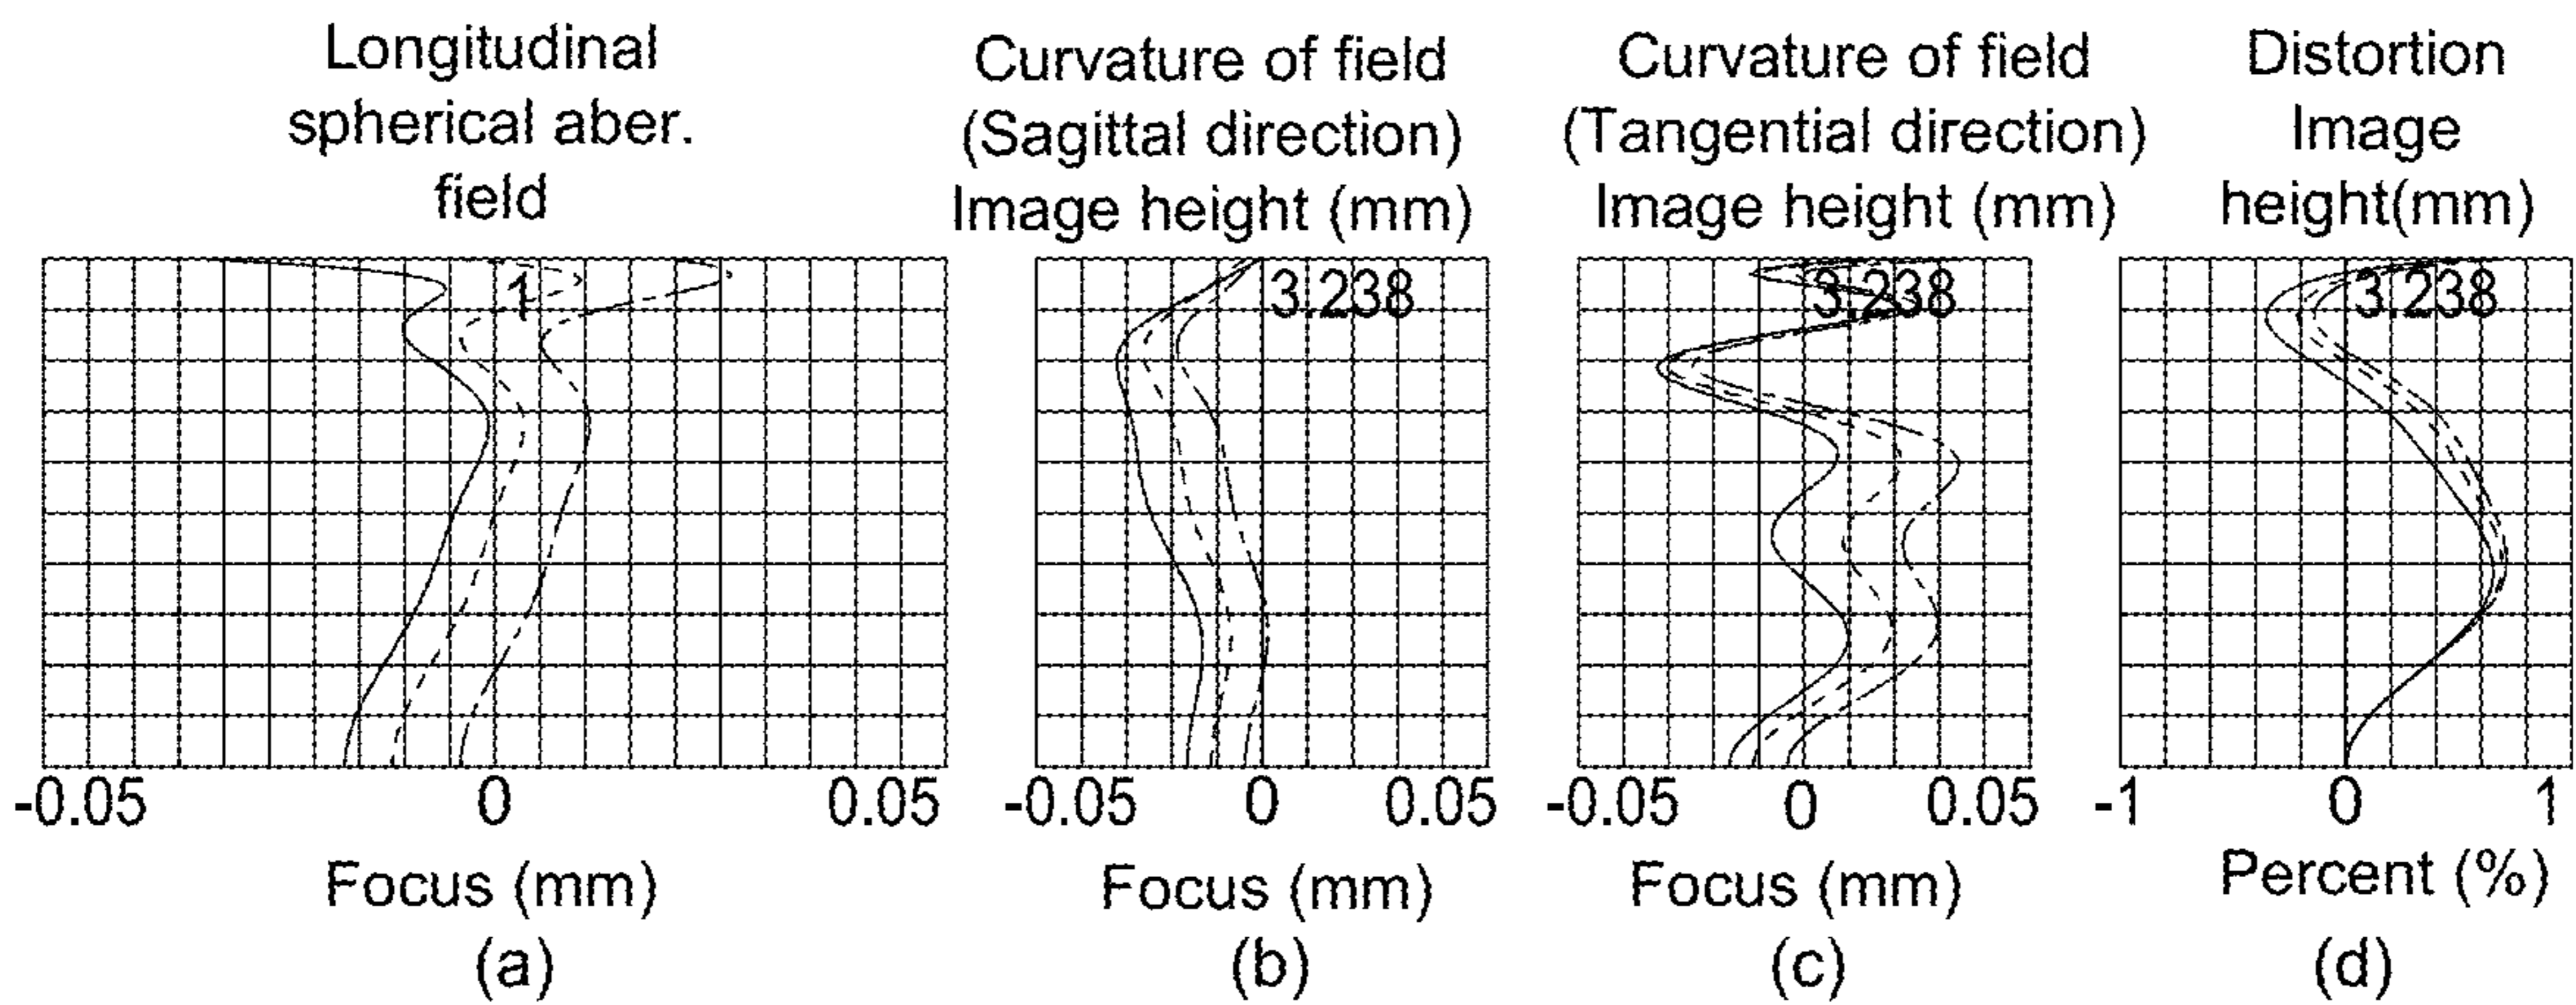 Longitudinal
spherical aber.
field
1
-0.05 0 0.05
Focus (mm)
(a)
Curvature of field
(Sagittal direction)
Image height (mm)
3.238
-0.05 0 0.05
Focus (mm)
(b)
Curvature of field
(Tangential direction)
Image height (mm)
3.238
-0.05 0 0.05
Focus (mm)
(c)
Distortion
Image
height(mm)
3.238
-1 0 1
Percent (%)
(d)